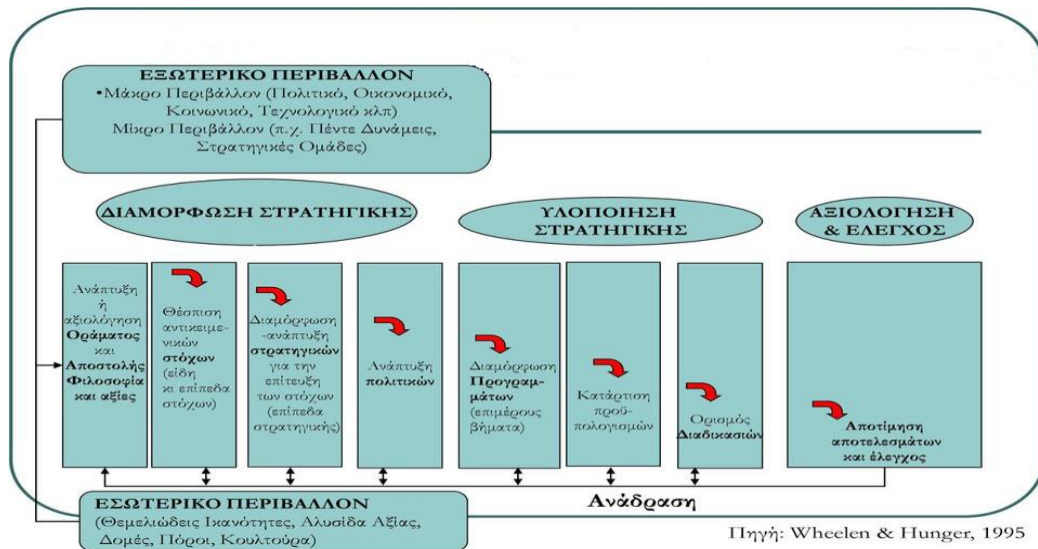 ΕΞΩΤΕΡΙΚΟ ΠΕΡΙΒΑΛΛΟΝ
•Μάκρο Περιβάλλον (Πολιτικό, Οικονομικό,
Κοινωνικό, Τεχνολογικό κλπ)
Μίκρο Περιβάλλον (π.χ. Πέντε Δυνάμεις,
Στρατηγικές Ομάδες)
ΔΙΑΜΟΡΦΩΣΗ ΣΤΡΑΤΗΓΙΚΗΣ
ΥΛΟΠΟΙΗΣΗ
ΣΤΡΑΤΗΓΙΚΗΣ
ΑΞΙΟΛΟΓΗΣΗ
& ΕΛΕΓΧΟΣ
Ανάπτυξη
ή
αξιολόγηση
Οράματος
και
Αποστολής
Φιλοσοφία
και αξίες
Θέσπιση
αντικειμε-
νικών
στόχων
(είδη
κι επίπεδα
στόχων)
Διαμόρφωση
-ανάπτυξη
στρατηγικών
για την
επίτευξη
των στόχων
(επίπεδα
στρατηγικής)
Ανάπτυξη
πολιτικών
Διαμόρφωση
Προγραμ-
μάτων
(επιμέρους
βήματα)
Κατάρτιση
προϋ-
πολογισμών
Ορισμός
Διαδικασιών
Αποτίμηση
αποτελεσμάτων
και έλεγχος
Ανάδραση
ΕΣΩΤΕΡΙΚΟ ΠΕΡΙΒΑΛΛΟΝ
(Θεμελιώδεις Ικανότητες, Αλυσίδα Αξίας,
Δομές, Πόροι, Κουλτούρα)
Πηγή: Wheelen & Hunger, 1995